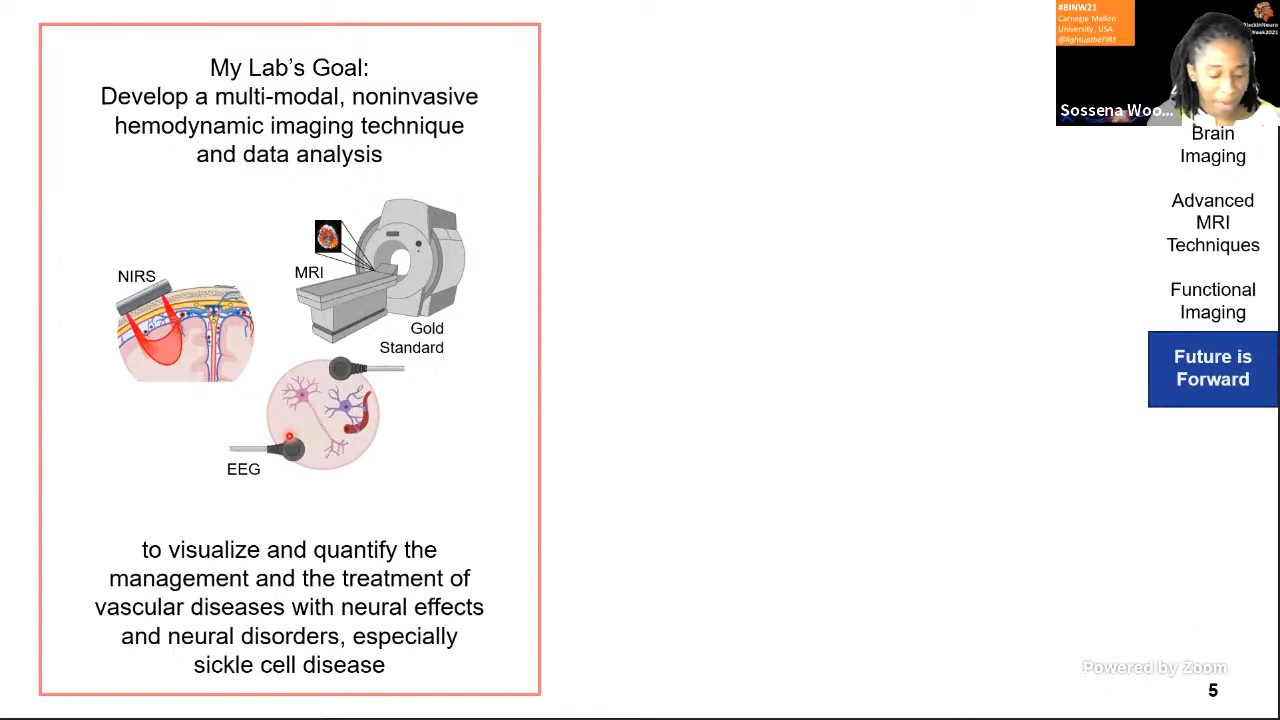 My Lab's Goal:
Develop a multi-modal, noninvasive
hemodynamic imaging technique
and data analysis
NIRS
MRI
Gold
Standard
EEG
to visualize and quantify the
management and the treatment of
vascular diseases with neural effects
and neural disorders, especially
sickle cell disease
#BINW21
Carnegie Mellon
University, USA
@lightuptheFIRE
BlackInNeuro
Week2021
Sossena Woo...
Brain
Imaging
Advanced
MRI
Techniques
Functional
Imaging
Future is
Forward
Powered by Zoom
5